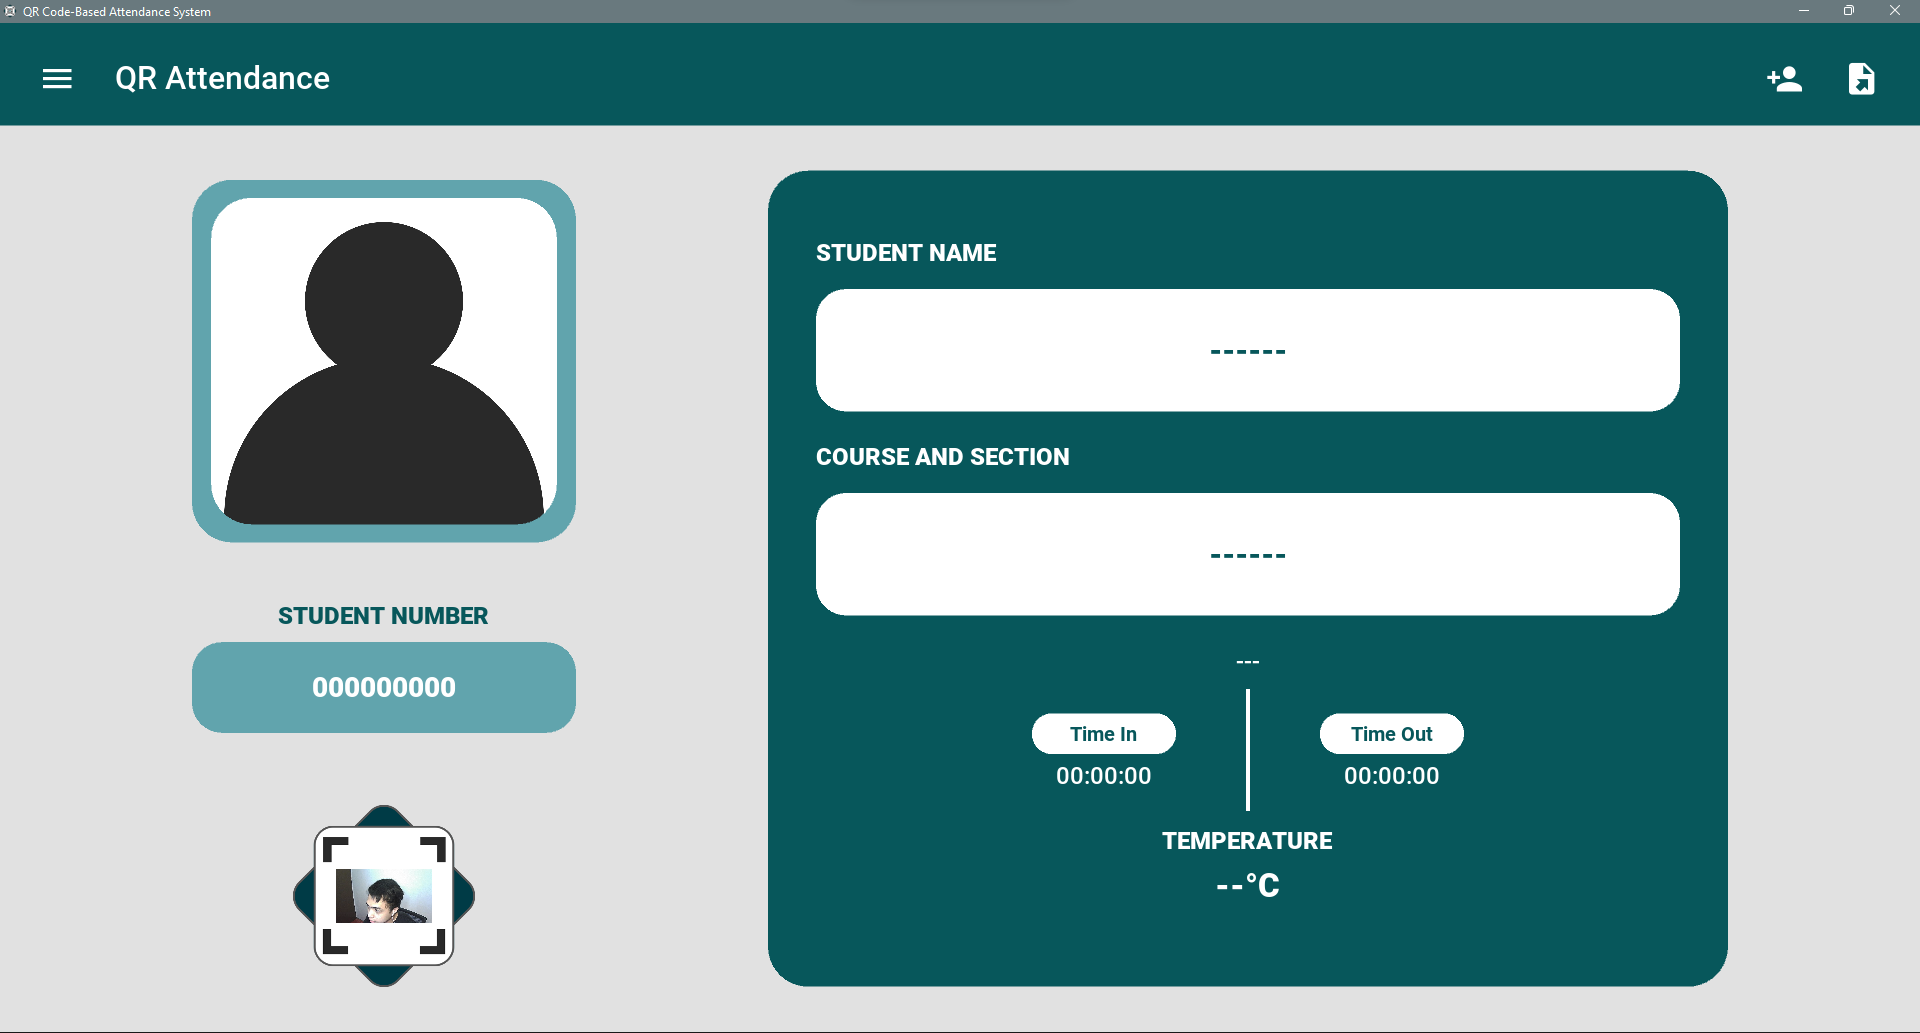 QR Code-Based Attendance System
QR Attendance
STUDENT NUMBER
000000000
STUDENT NAME
------
COURSE AND SECTION
------
---
Time In
Time Out
00:00:00
00:00:00
TEMPERATURE
--°C